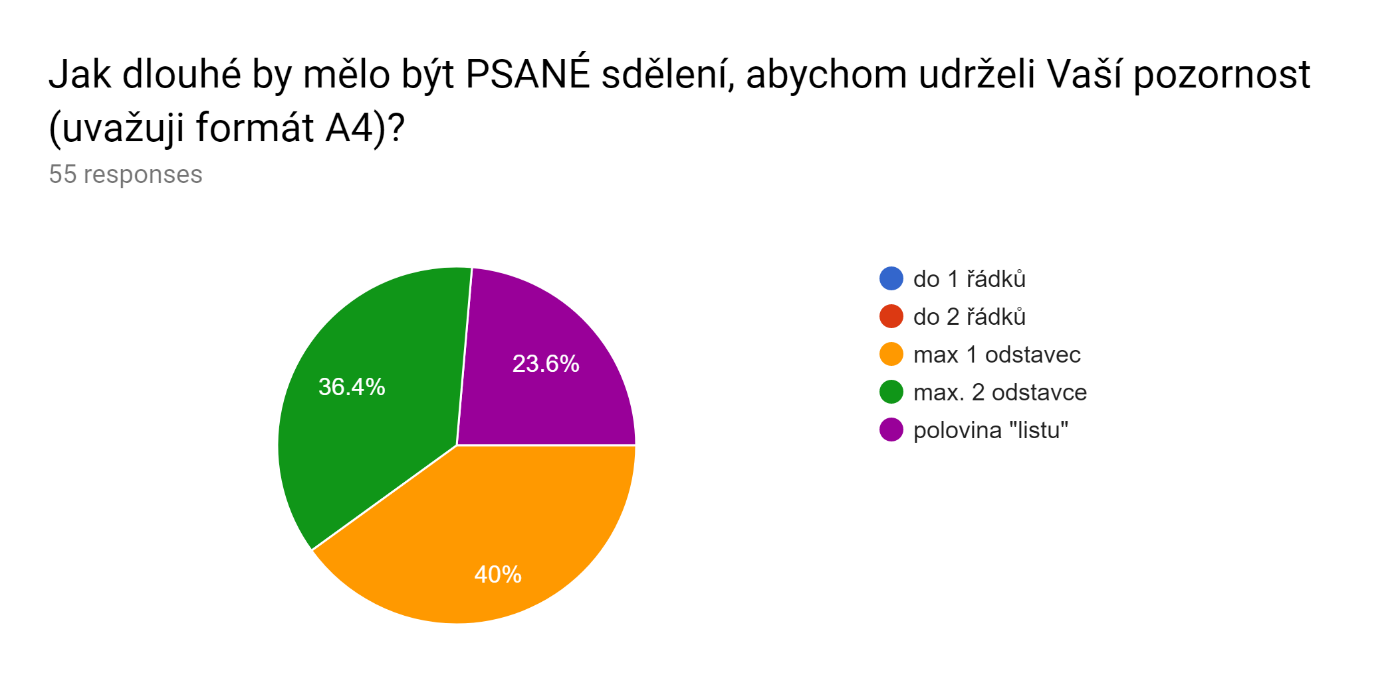 Jak dlouhé by mělo být PSANÉ sdělení, abychom udrželi Vaší pozornost
(uvažuji formát A4)?
55 responses
23.6%
36.4%
40%
do 1 řádků
do 2 řádků
max 1 odstavec
max. 2 odstavce
polovina "listu"